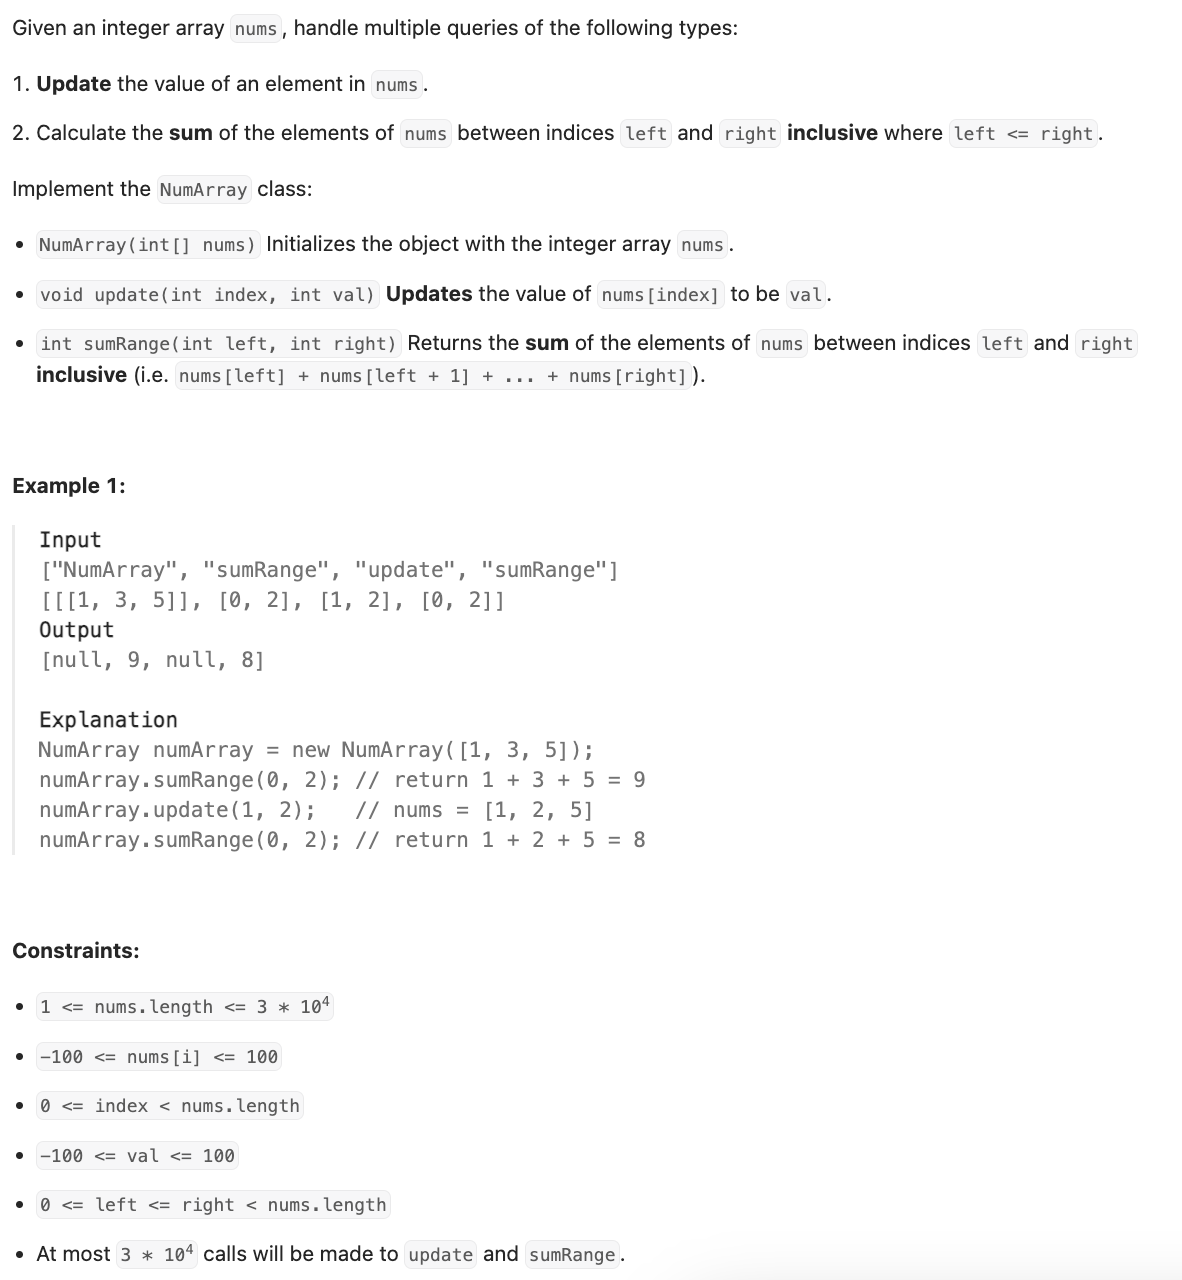 Given an integer array nums, handle multiple queries of the following types:
1. Update the value of an element in nums.
2. Calculate the sum of the elements of nums between indices left and right inclusive where left <= right.
Implement the NumArray class:
• NumArray(int[] nums) Initializes the object with the integer array nums.
• void update(int index, int val) Updates the value of nums[index] to be val.
• int sumRange(int left, int right) Returns the sum of the elements of nums between indices left and right
inclusive (i.e. nums[left] + nums[left + 1] + ... + nums[right]).
Example 1:
Input
["NumArray", "sumRange", "update", "sumRange"]
[[[1, 3, 5]], [0, 2], [1, 2], [0, 2]]
Output
[null, 9, null, 8]
Explanation
NumArray numArray = new NumArray([1, 3, 5]);
numArray.sumRange(0, 2); // return 1 + 3 + 5 = 9
numArray.update(1, 2);   // nums = [1, 2, 5]
numArray.sumRange(0, 2); // return 1 + 2 + 5 = 8
Constraints:
• 1 <= nums.length <= 3 * 10⁴
• -100 <= nums[i] <= 100
• 0 <= index < nums.length
• -100 <= val <= 100
• 0 <= left <= right < nums.length
• At most 3 * 10⁴ calls will be made to update and sumRange.